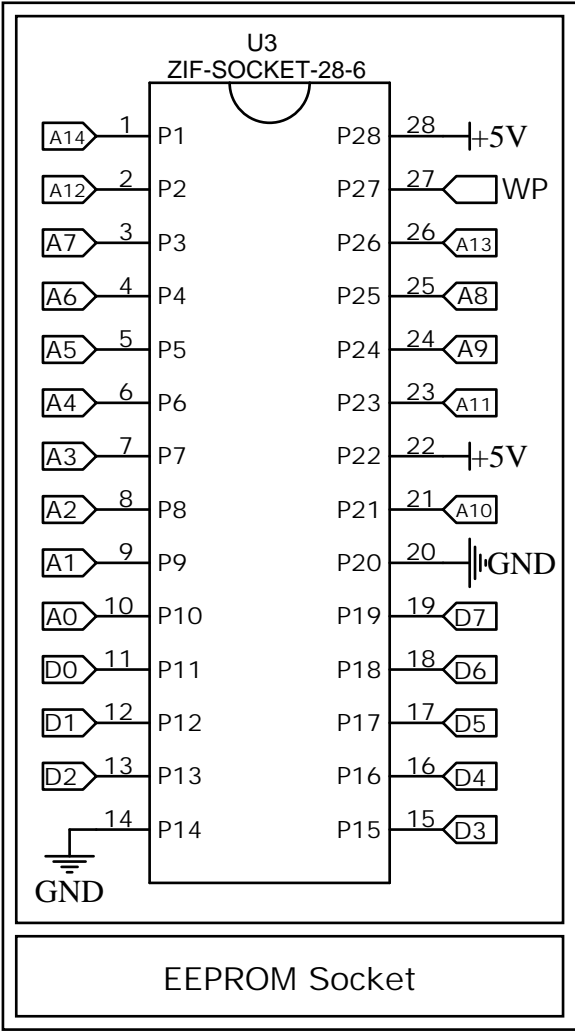 U3
ZIF-SOCKET-28-6
A14 1 P1 P28 28 +5V
A12 2 P2 P27 27 WP
A7 3 P3 P26 26 A13
A6 4 P4 P25 25 A8
A5 5 P5 P24 24 A9
A4 6 P6 P23 23 A11
A3 7 P7 P22 22 +5V
A2 8 P8 P21 21 A10
A1 9 P9 P20 20 GND
A0 10 P10 P19 19 D7
D0 11 P11 P18 18 D6
D1 12 P12 P17 17 D5
D2 13 P13 P16 16 D4
14 P14 P15 15 D3
GND
EEPROM Socket